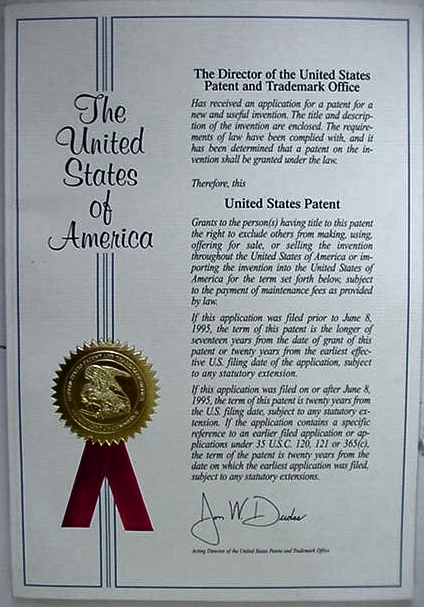 The
United
States
of
America
The Director of the United States
Patent and Trademark Office
Has received an application for a patent for a
new and useful invention. The title and descrip-
tion of the invention are enclosed. The require-
ments of law have been complied with, and it
has been determined that a patent on the in-
vention shall be granted under the law.
Therefore, this
United States Patent
Grants to the person(s) having title to this patent
the right to exclude others from making, using,
offering for sale, or selling the invention
throughout the United States of America or im-
porting the invention into the United States of
America for the term set forth below, subject
to the payment of maintenance fees as provided
by law.
If this application was filed prior to June 8,
1995, the term of this patent is the longer of
seventeen years from the date of grant of this
patent or twenty years from the earliest effec-
tive U.S. filing date of the application, subject
to any statutory extension.
If this application was filed on or after June 8,
1995, the term of this patent is twenty years from
the U.S. filing date, subject to any statutory ex-
tension. If the application contains a specific
reference to an earlier filed application or ap-
plications under 35 U.S.C. 120, 121 or 365(c),
the term of the patent is twenty years from the
date on which the earliest application was filed,
subject to any statutory extensions.
Jon W Dudas
Acting Director of the United States Patent and Trademark Office